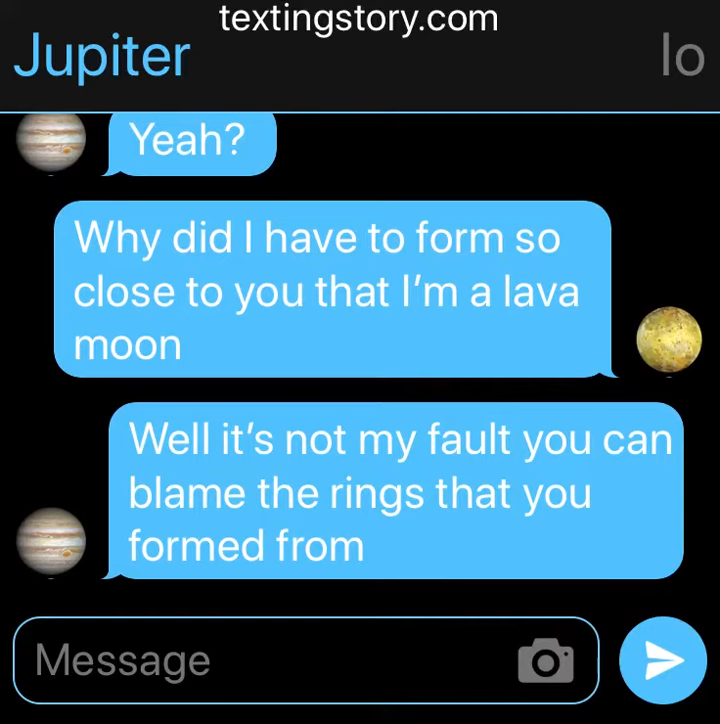 textingstory.com
Jupiter
Io
Yeah?
Why did I have to form so
close to you that I’m a lava
moon
Well it’s not my fault you can
blame the rings that you
formed from
Message